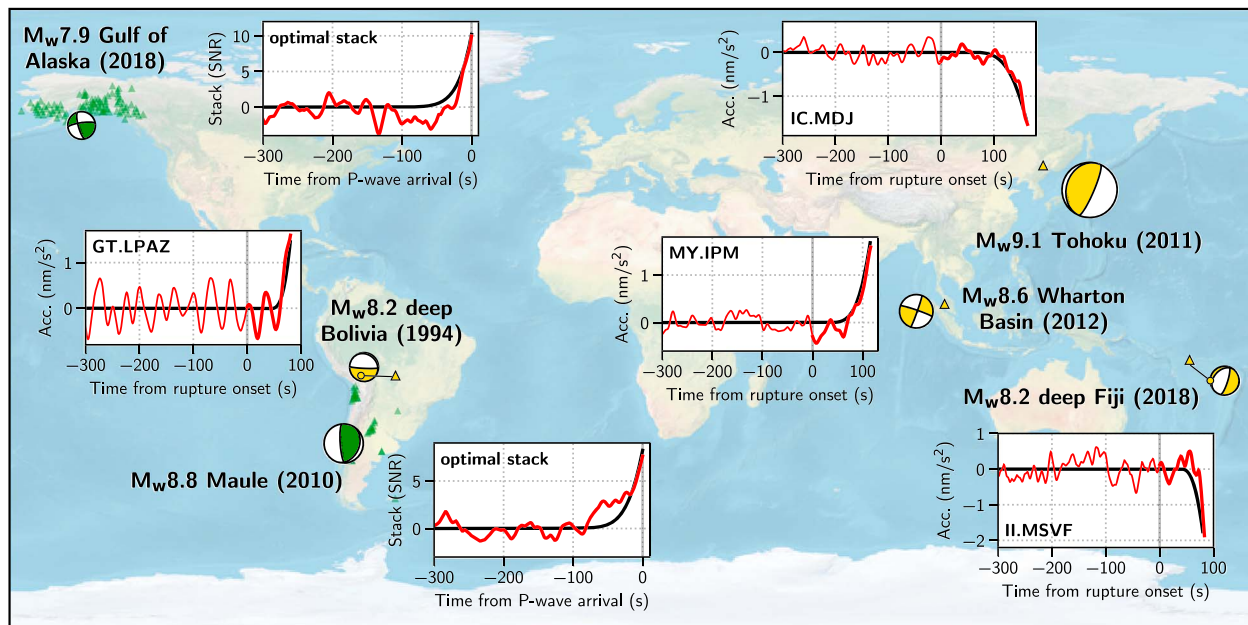 Mw7.9 Gulf of
Alaska (2018)
optimal stack
Stack (SNR)
10
5
0
−300 −200 −100 0
Time from P-wave arrival (s)
IC.MDJ
Acc. (nm/s²)
0
−1
−300 −200 −100 0 100
Time from rupture onset (s)
Mw9.1 Tohoku (2011)
GT.LPAZ
Acc. (nm/s²)
1
0
−300 −200 −100 0 100
Time from rupture onset (s)
Mw8.2 deep
Bolivia (1994)
MY.IPM
Acc. (nm/s²)
1
0
−300 −200 −100 0 100
Time from rupture onset (s)
Mw8.6 Wharton
Basin (2012)
Mw8.2 deep Fiji (2018)
Mw8.8 Maule (2010)
optimal stack
Stack (SNR)
5
0
−300 −200 −100 0
Time from P-wave arrival (s)
II.MSVF
Acc. (nm/s²)
1
0
−1
−2
−300 −200 −100 0 100
Time from rupture onset (s)